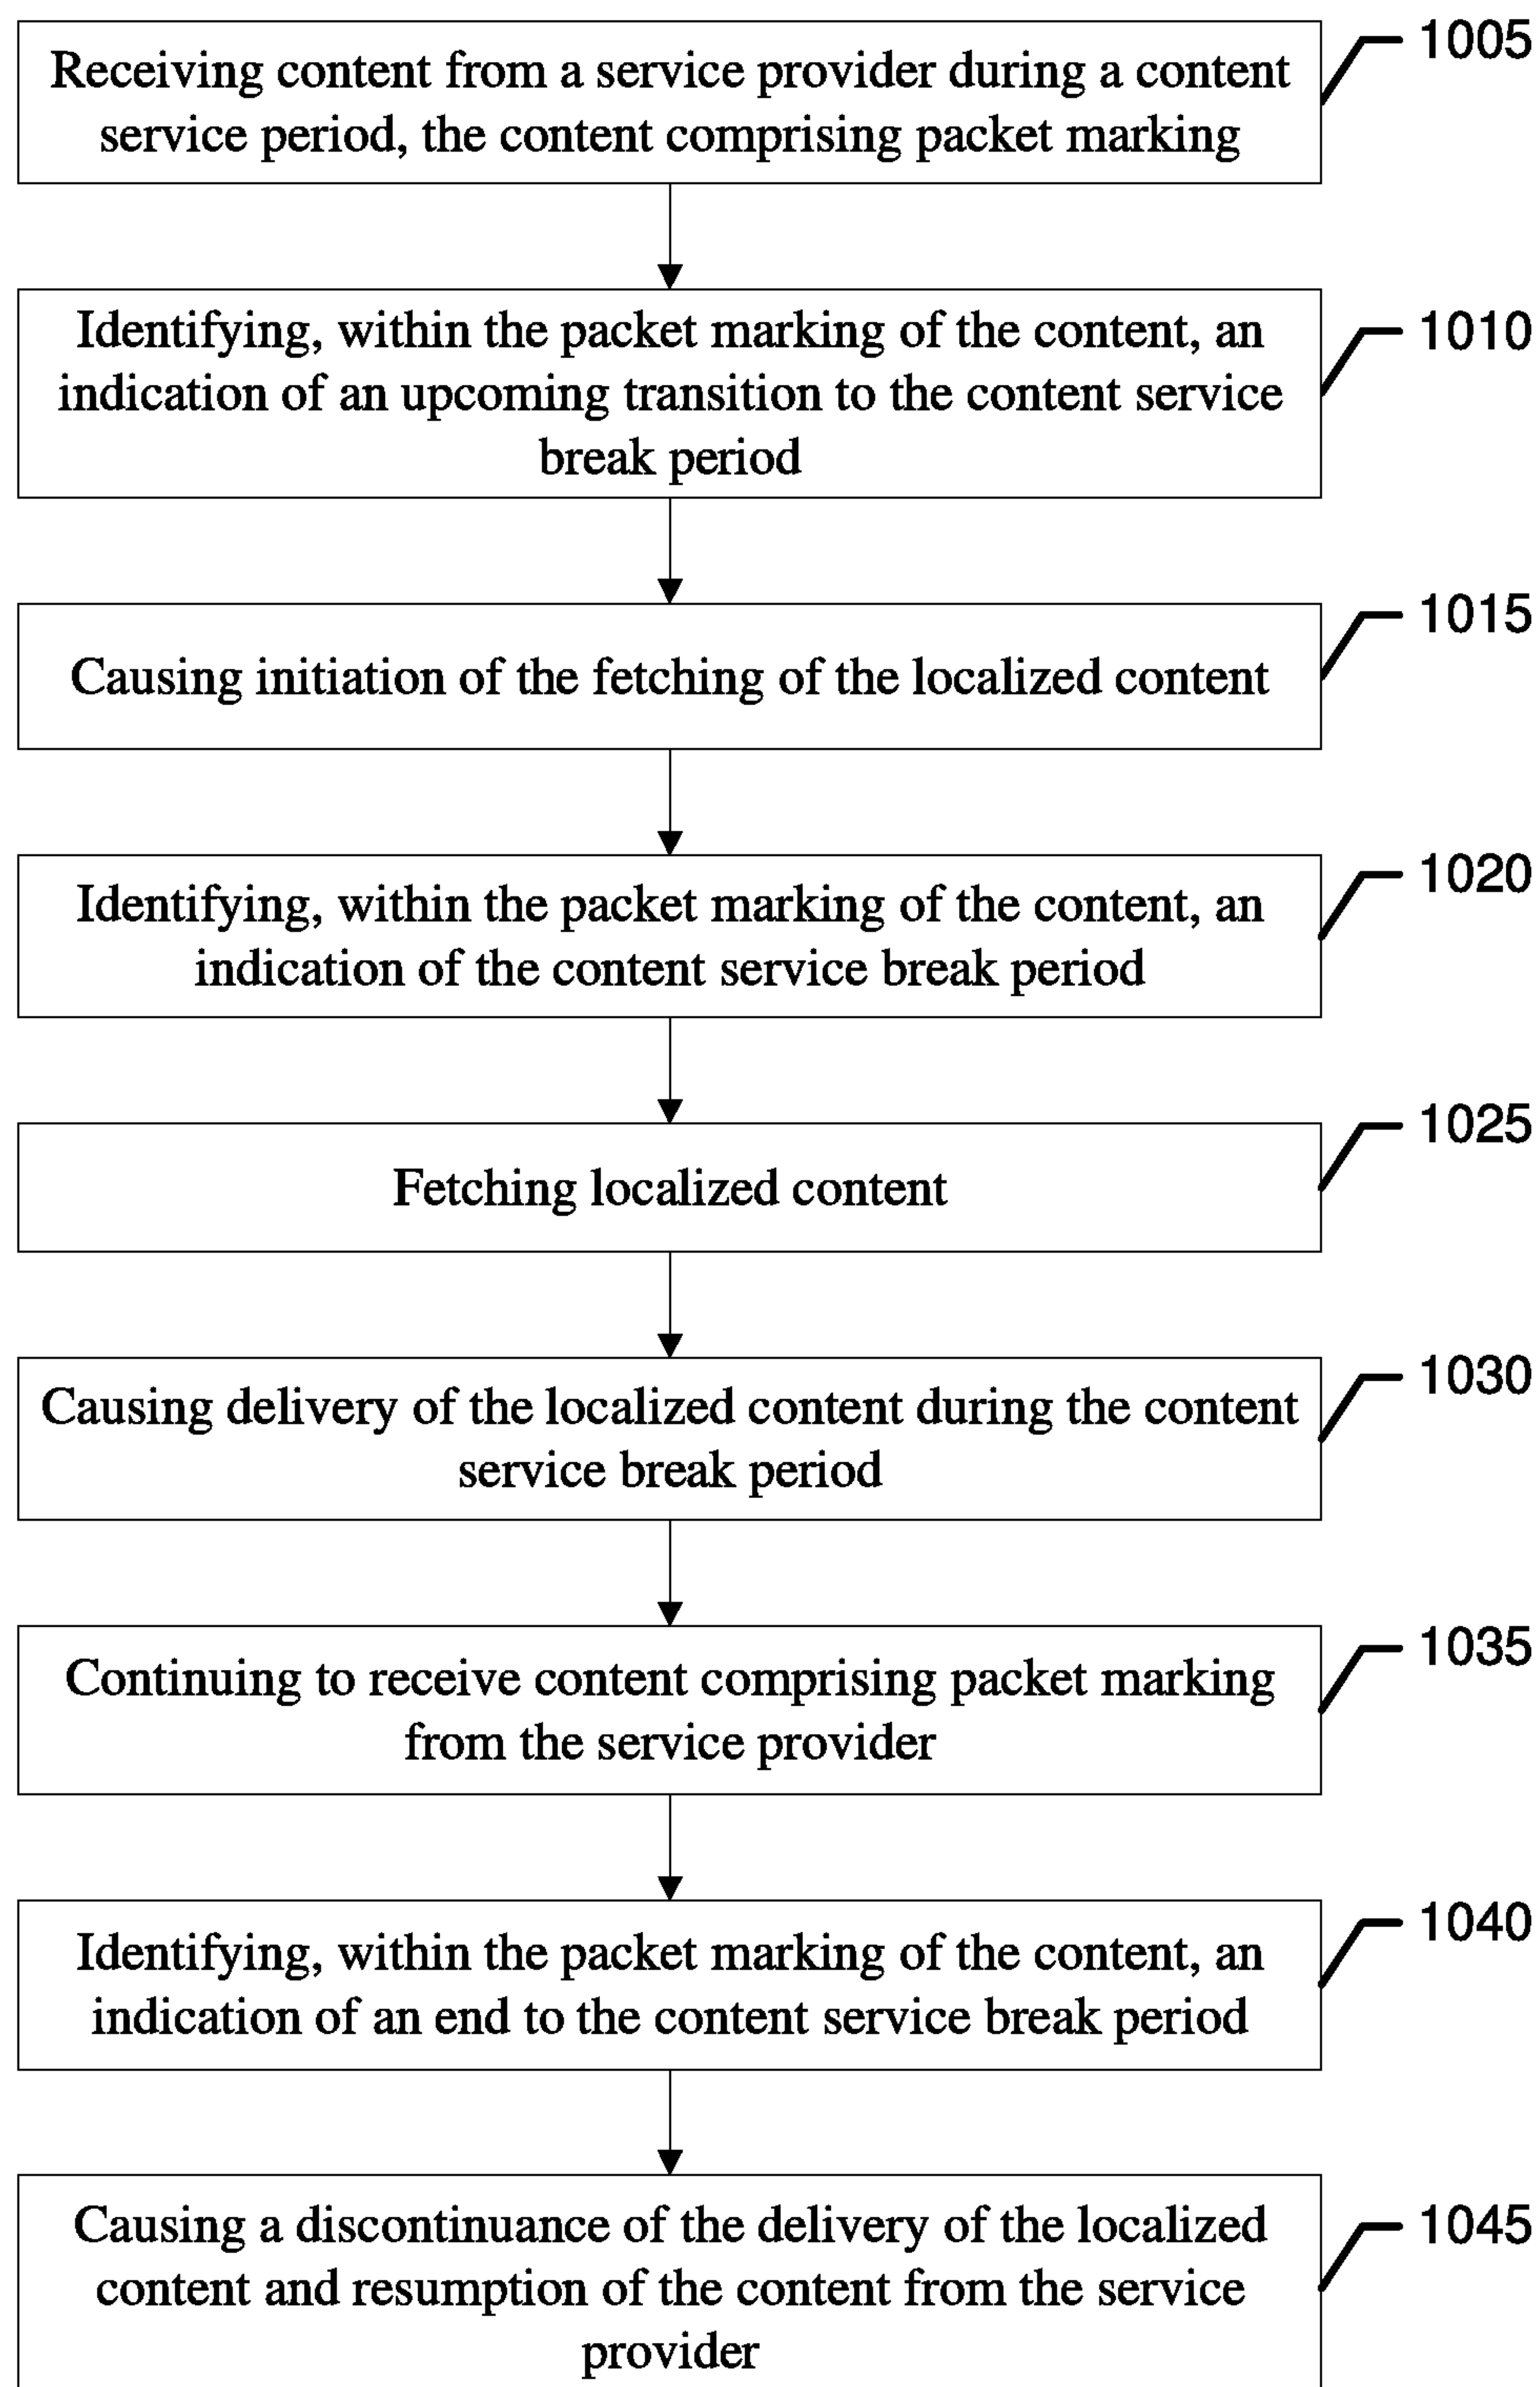 Receiving content from a service provider during a content
service period, the content comprising packet marking
1005
Identifying, within the packet marking of the content, an
indication of an upcoming transition to the content service
break period
1010
Causing initiation of the fetching of the localized content
1015
Identifying, within the packet marking of the content, an
indication of the content service break period
1020
Fetching localized content
1025
Causing delivery of the localized content during the content
service break period
1030
Continuing to receive content comprising packet marking
from the service provider
1035
Identifying, within the packet marking of the content, an
indication of an end to the content service break period
1040
Causing a discontinuance of the delivery of the localized
content and resumption of the content from the service
provider
1045